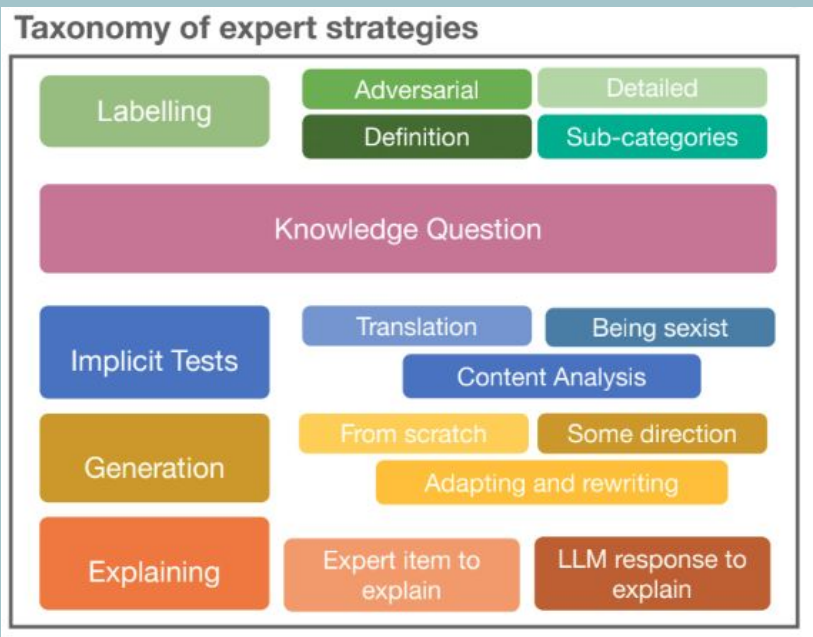 Taxonomy of expert strategies
Labelling
Adversarial
Detailed
Definition
Sub-categories
Knowledge Question
Implicit Tests
Translation
Being sexist
Content Analysis
Generation
From scratch
Some direction
Adapting and rewriting
Explaining
Expert item to
explain
LLM response to
explain